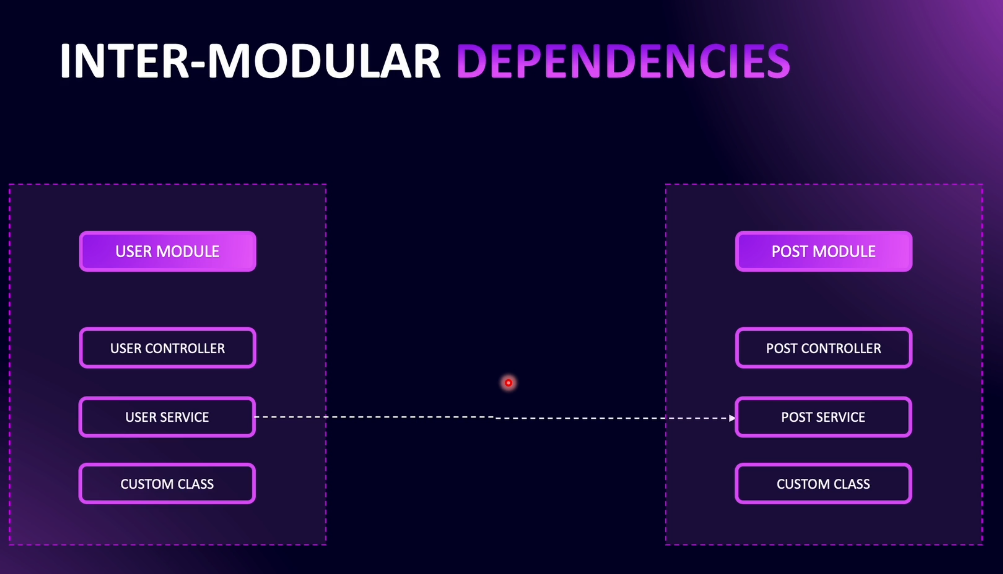 INTER-MODULAR DEPENDENCIES
USER MODULE
USER CONTROLLER
USER SERVICE
CUSTOM CLASS
POST MODULE
POST CONTROLLER
POST SERVICE
CUSTOM CLASS